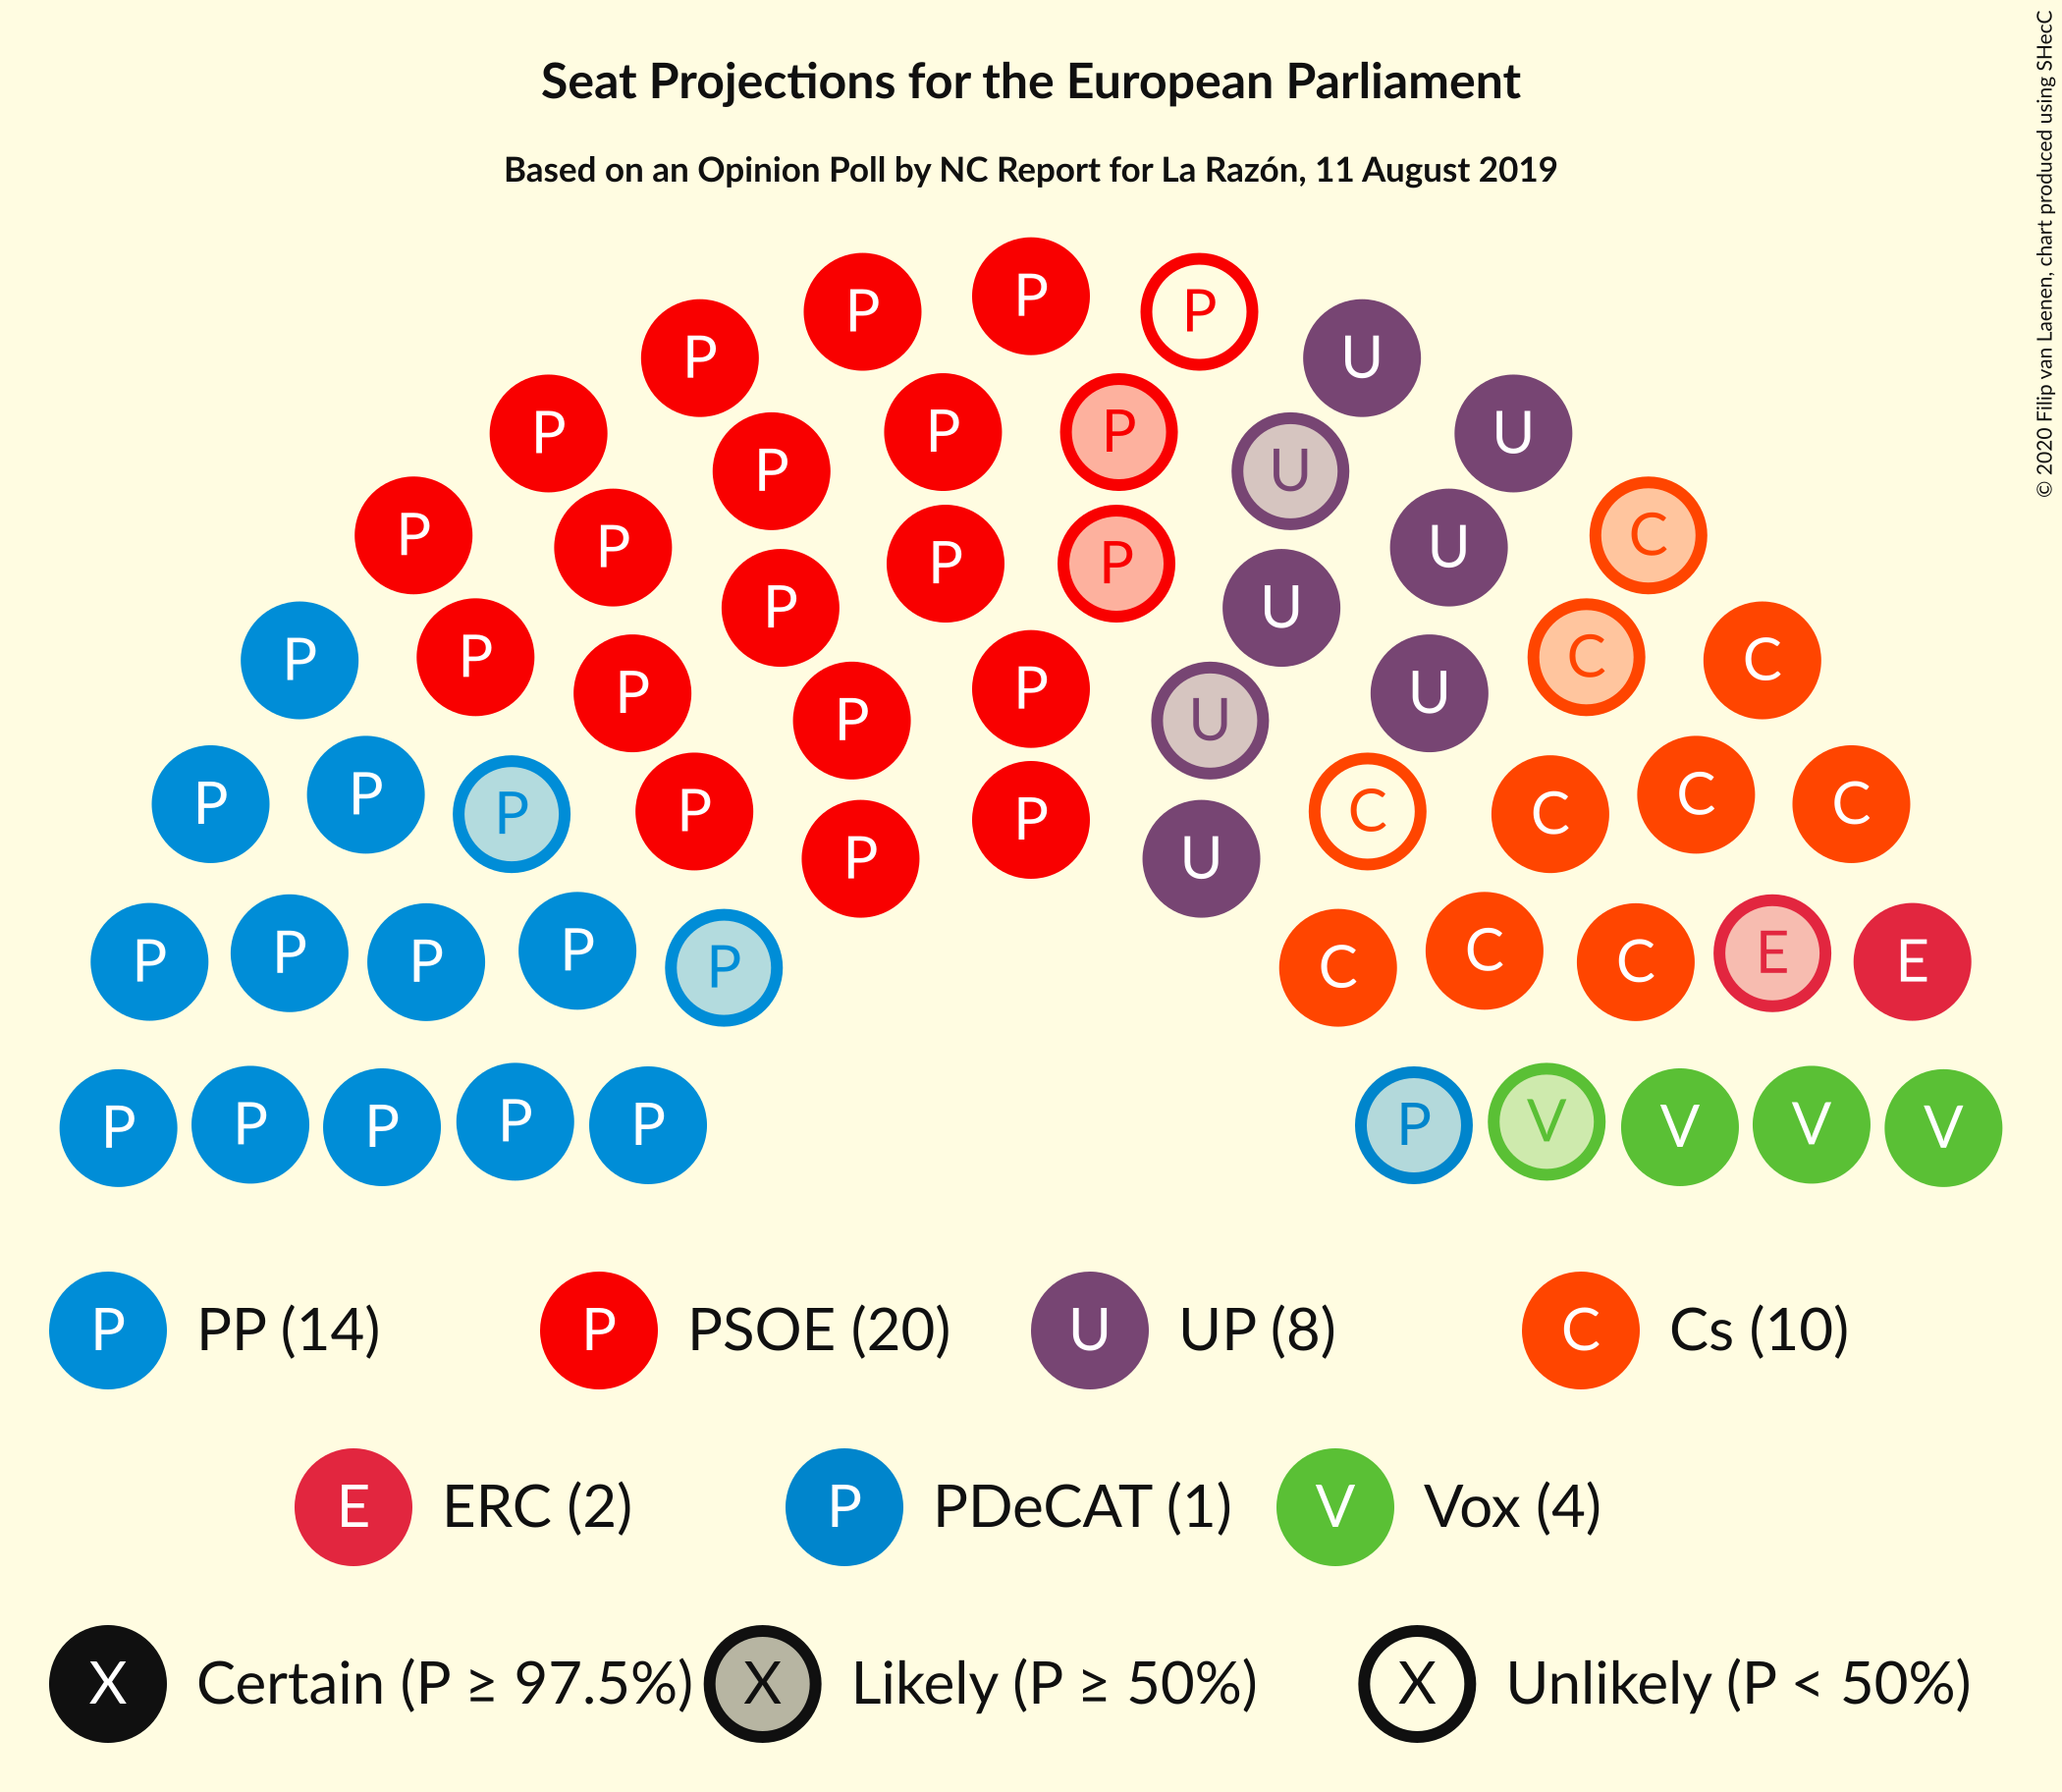 Seat Projections for the European Parliament
Based on an Opinion Poll by NC Report for La Razón, 11 August 2019
© 2020 Filip van Laenen, chart produced using SHecC
P P P
P U
P U
P P P U
P C
P U P P
P U
P P C C
P U
P P P U
P P C
P P P C C C
P U
P P P P P C C C E E
P P P P P P V V V V
P PP (14) P PSOE (20) U UP (8) C Cs (10)
E ERC (2) P PDeCAT (1) V Vox (4)
X Certain (P ≥ 97.5%) X Likely (P ≥ 50%) X Unlikely (P < 50%)